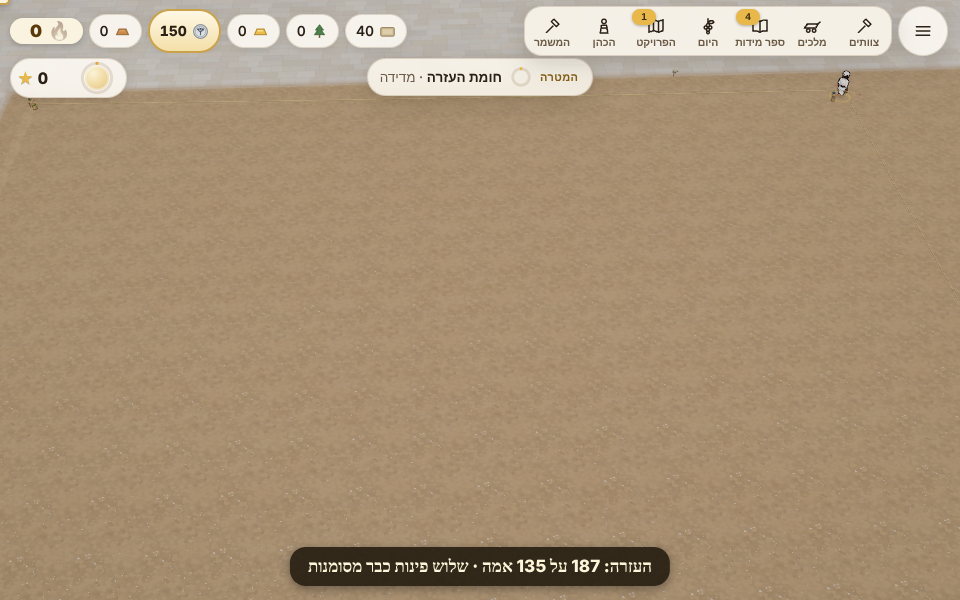 צוותים
מלכים
4
ספר מידות
היום
1
הפרויקט
הכהן
המשמר
40
0
0
150
0
0
0
המטרה
חומת העזרה · מדידה
העזרה: 187 על 135 אמה · שלוש פינות כבר מסומנות